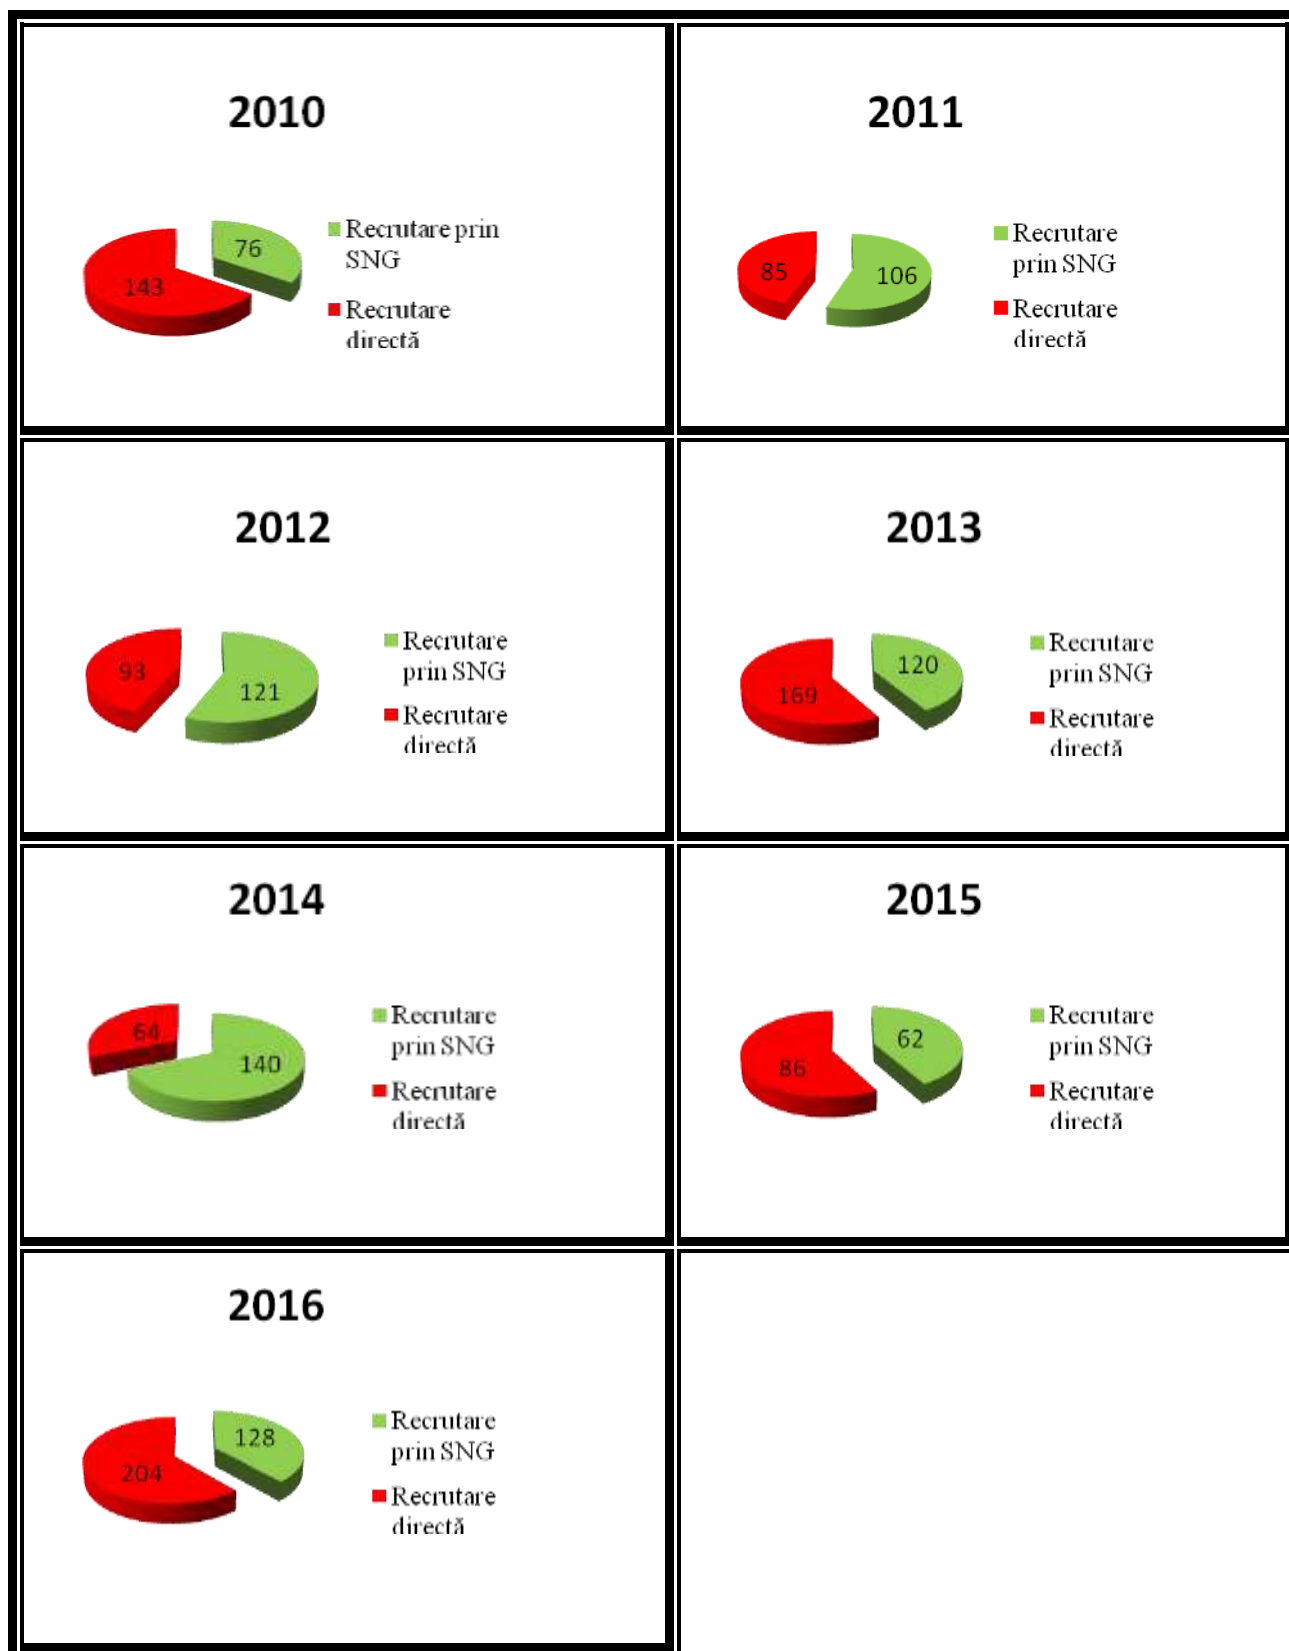 2010
76
143
Recrutare prin
SNG
Recrutare
directă
2011
85
106
Recrutare
prin SNG
Recrutare
directă
2012
93
121
Recrutare
prin SNG
Recrutare
directă
2013
120
169
Recrutare
prin SNG
Recrutare
directă
2014
64
140
Recrutare
prin SNG
Recrutare
directă
2015
62
86
Recrutare
prin SNG
Recrutare
directă
2016
128
204
Recrutare
prin SNG
Recrutare
directă